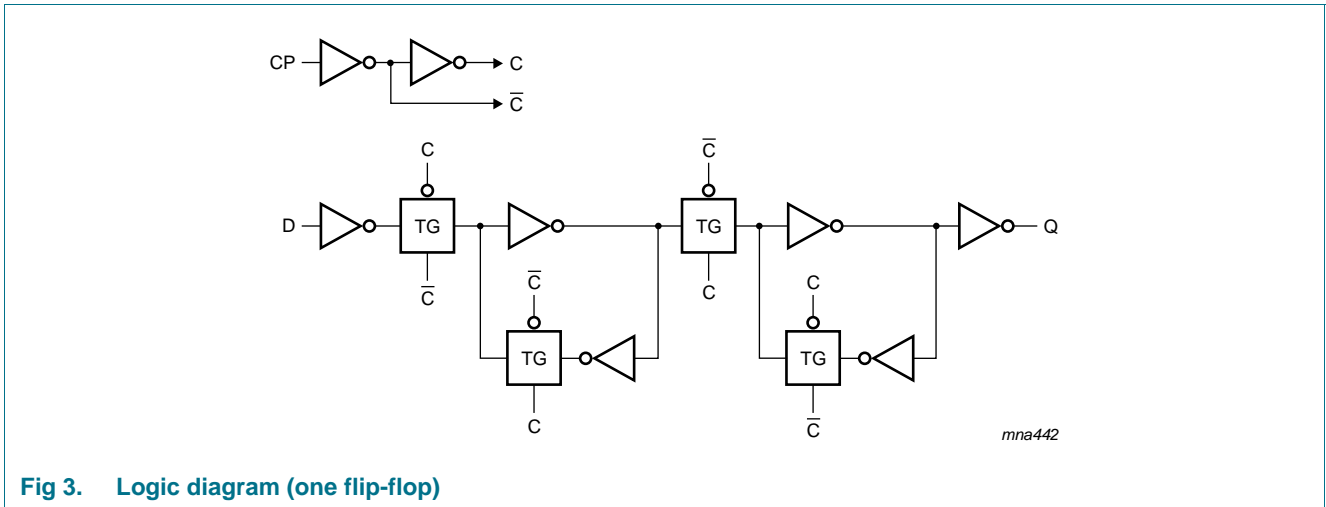 CP
C
C̅
C
C̅
D
TG
TG
Q
C̅
C̅
C
C
TG
TG
C
C̅
mna442
Fig 3. Logic diagram (one flip-flop)